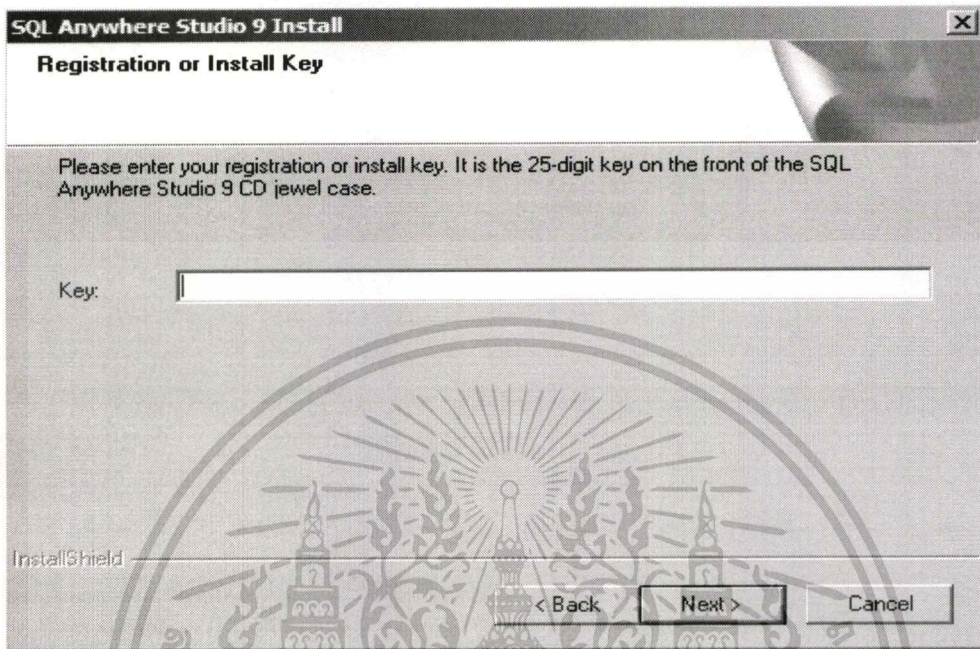 SQL Anywhere Studio 9 Install
Registration or Install Key
Please enter your registration or install key. It is the 25-digit key on the front of the SQL
Anywhere Studio 9 CD jewel case.
Key:
InstallShield
< Back
Next >
Cancel